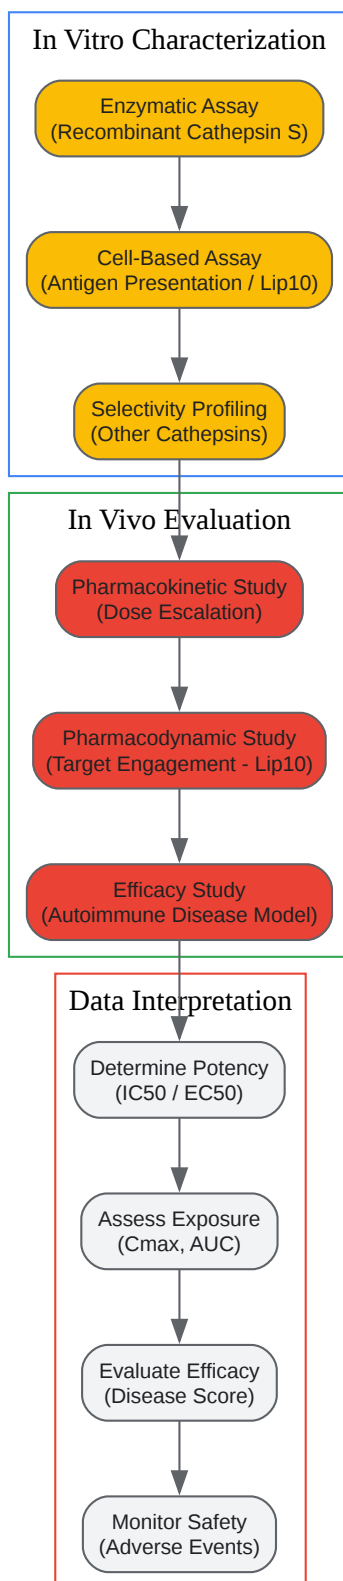 In Vitro Characterization
Enzymatic Assay
(Recombinant Cathepsin S)
Cell-Based Assay
(Antigen Presentation / Lip10)
Selectivity Profiling
(Other Cathepsins)
In Vivo Evaluation
Pharmacokinetic Study
(Dose Escalation)
Pharmacodynamic Study
(Target Engagement - Lip10)
Efficacy Study
(Autoimmune Disease Model)
Data Interpretation
Determine Potency
(IC50 / EC50)
Assess Exposure
(Cmax, AUC)
Evaluate Efficacy
(Disease Score)
Monitor Safety
(Adverse Events)